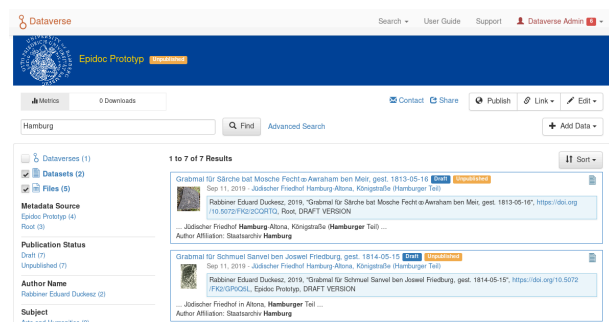 Dataverse
Search User Guide Support Dataverse Admin 6
Epidoc Prototyp Unpublished
Metrics 0 Downloads
Contact Share Publish Link Edit
Hamburg Find Advanced Search Add Data
Dataverses (1)
Datasets (2)
Files (5)
Metadata Source
Epidoc Prototyp (4)
Root (3)
Publication Status
Draft (7)
Unpublished (7)
Author Name
Rabbiner Eduard Duckesz (2)
Subject
1 to 7 of 7 Results
Sort
Grabmal für Särche bat Mosche Fecht ꝏ Awraham ben Meir, gest. 1813-05-16 Draft Unpublished
Sep 11, 2019 - Jüdischer Friedhof Hamburg-Altona, Königstraße (Hamburger Teil)
Rabbiner Eduard Duckesz, 2019, "Grabmal für Särche bat Mosche Fecht ꝏ Awraham ben Meir, gest. 1813-05-16", https://doi.org
/10.5072/FK2/2CQRTQ, Root, DRAFT VERSION
... Jüdischer Friedhof Hamburg-Altona, Königstraße (Hamburger Teil) ...
Author Affiliation: Staatsarchiv Hamburg
Grabmal für Schmuel Sanvel ben Joswel Friedburg, gest. 1814-05-15 Draft Unpublished
Sep 11, 2019 - Jüdischer Friedhof Hamburg-Altona, Königstraße (Hamburger Teil)
Rabbiner Eduard Duckesz, 2019, "Grabmal für Schmuel Sanvel ben Joswel Friedburg, gest. 1814-05-15", https://doi.org/10.5072
/FK2/GP0Q5L, Epidoc Prototyp, DRAFT VERSION
... Jüdischer Friedhof in Altona, Hamburger Teil ...
Author Affiliation: Staatsarchiv Hamburg